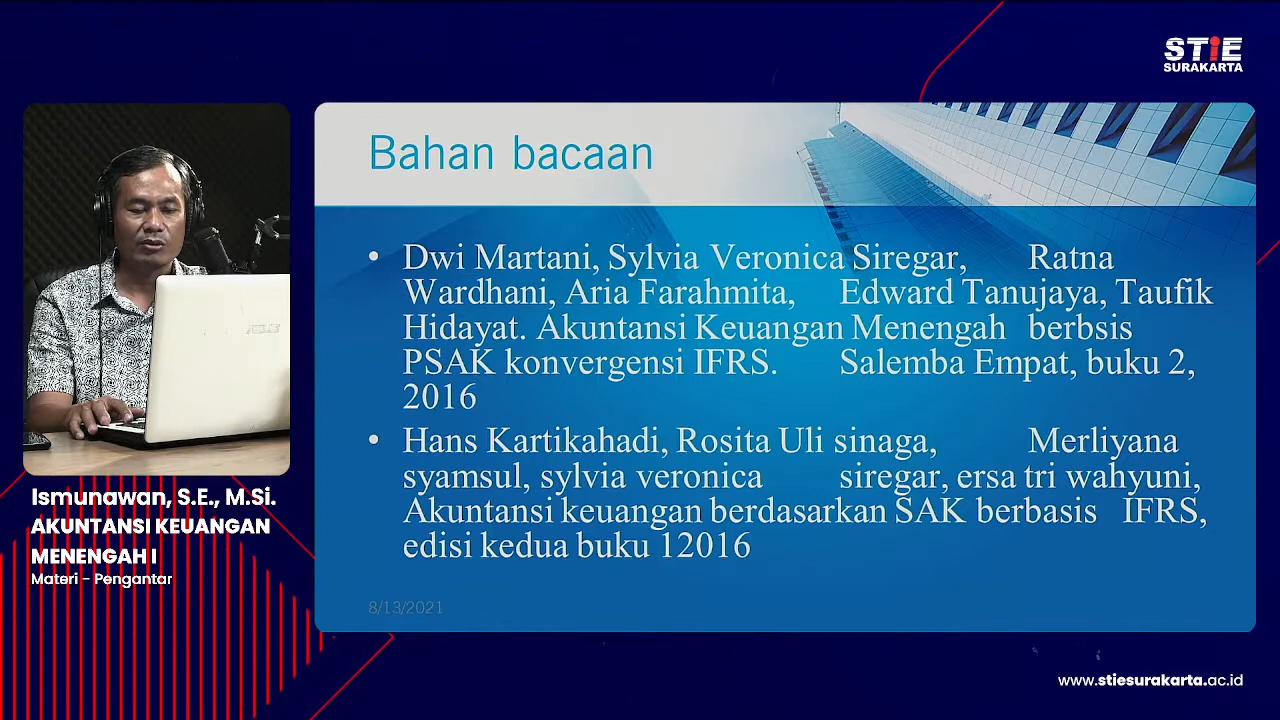 STiE
SURAKARTA
Bahan bacaan
• Dwi Martani, Sylvia Veronica Siregar, Ratna
Wardhani, Aria Farahmita, Edward Tanujaya, Taufik
Hidayat. Akuntansi Keuangan Menengah berbsis
PSAK konvergensi IFRS. Salemba Empat, buku 2,
2016
• Hans Kartikahadi, Rosita Uli sinaga, Merliyana
syamsul, sylvia veronica siregar, ersa tri wahyuni,
Akuntansi keuangan berdasarkan SAK berbasis IFRS,
edisi kedua buku 12016
8/13/2021
ASUS
Ismunawan, S.E., M.Si.
AKUNTANSI KEUANGAN
MENENGAH I
Materi - Pengantar
www.stiesurakarta.ac.id